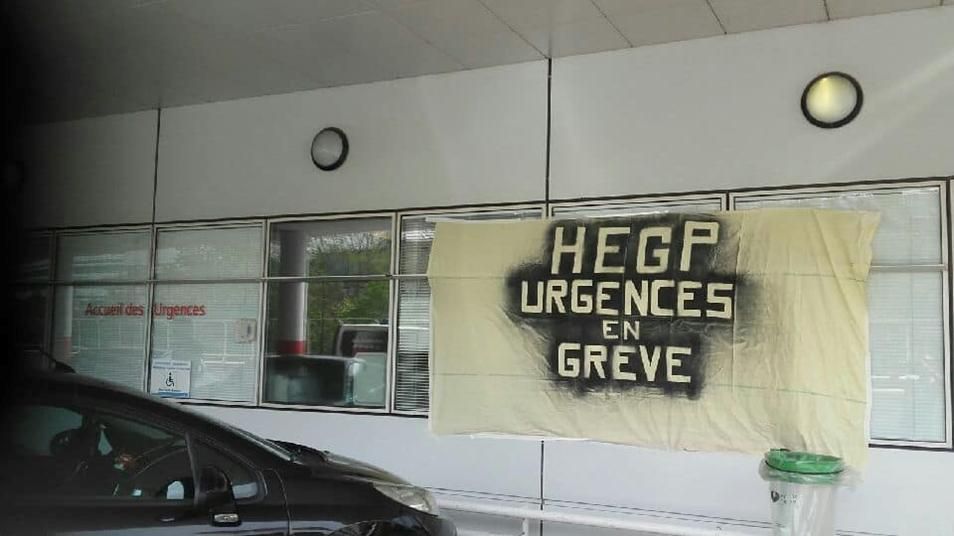 HEGP
URGENCES
EN
GREVE
Accueil des Urgences